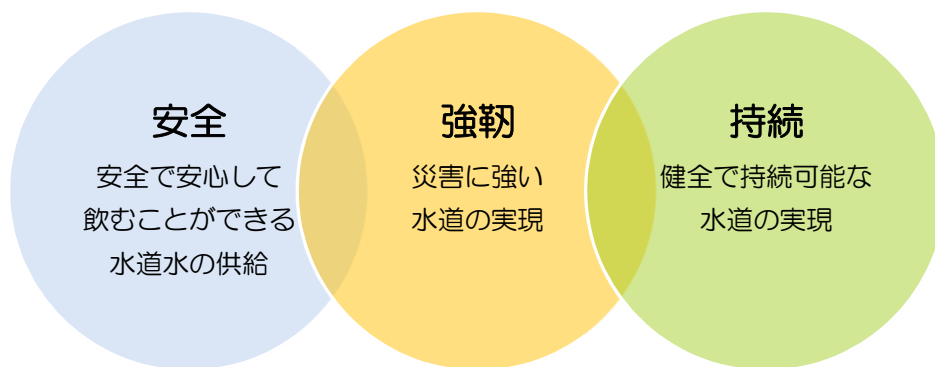 安全
安全で安心して
飲むことができる
水道水の供給
強靭
災害に強い
水道の実現
持続
健全で持続可能な
水道の実現